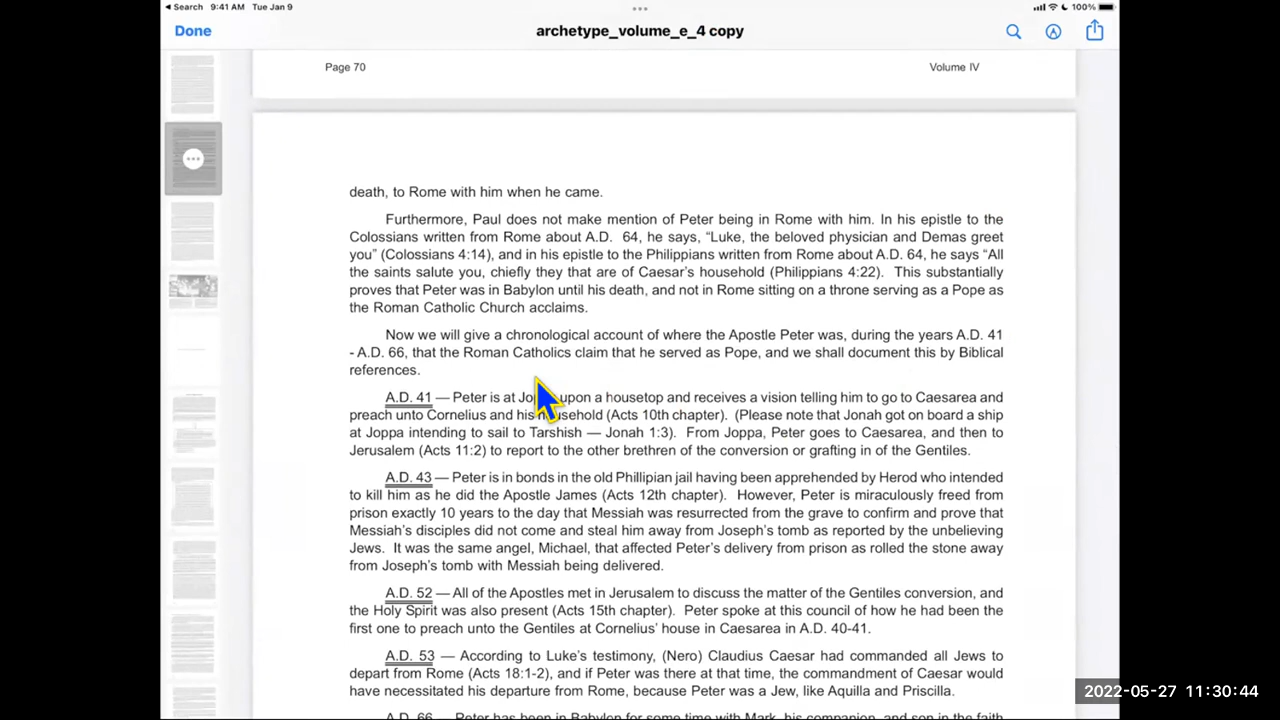 Search 9:41 AM Tue Jan 9
100%
Done
archetype_volume_e_4 copy
Page 70
Volume IV
death, to Rome with him when he came.
Furthermore, Paul does not make mention of Peter being in Rome with him. In his epistle to the
Colossians written from Rome about A.D. 64, he says, “Luke, the beloved physician and Demas greet
you” (Colossians 4:14), and in his epistle to the Philippians written from Rome about A.D. 64, he says “All
the saints salute you, chiefly they that are of Caesar’s household (Philippians 4:22). This substantially
proves that Peter was in Babylon until his death, and not in Rome sitting on a throne serving as a Pope as
the Roman Catholic Church acclaims.
Now we will give a chronological account of where the Apostle Peter was, during the years A.D. 41
- A.D. 66, that the Roman Catholics claim that he served as Pope, and we shall document this by Biblical
references.
A.D. 41 — Peter is at upon a housetop and receives a vision telling him to go to Caesarea and
preach unto Cornelius and his household (Acts 10th chapter). (Please note that Jonah got on board a ship
at Joppa intending to sail to Tarshish — Jonah 1:3). From Joppa, Peter goes to Caesarea, and then to
Jerusalem (Acts 11:2) to report to the other brethren of the conversion or grafting in of the Gentiles.
A.D. 43 — Peter is in bonds in the old Phillipian jail having been apprehended by Herod who intended
to kill him as he did the Apostle James (Acts 12th chapter). However, Peter is miraculously freed from
prison exactly 10 years to the day that Messiah was resurrected from the grave to confirm and prove that
Messiah’s disciples did not come and steal him away from Joseph’s tomb as reported by the unbelieving
Jews. It was the same angel, Michael, that affected Peter’s delivery from prison as rolled the stone away
from Joseph’s tomb with Messiah being delivered.
A.D. 52 — All of the Apostles met in Jerusalem to discuss the matter of the Gentiles conversion, and
the Holy Spirit was also present (Acts 15th chapter). Peter spoke at this council of how he had been the
first one to preach unto the Gentiles at Cornelius’ house in Caesarea in A.D. 40-41.
A.D. 53 — According to Luke’s testimony, (Nero) Claudius Caesar had commanded all Jews to
depart from Rome (Acts 18:1-2), and if Peter was there at that time, the commandment of Caesar would
have necessitated his departure from Rome, because Peter was a Jew, like Aquilla and Priscilla.
A.D. 66 — Peter has been in Babylon for some time with Mark, his companion, and son in the faith
2022-05-27 11:30:44